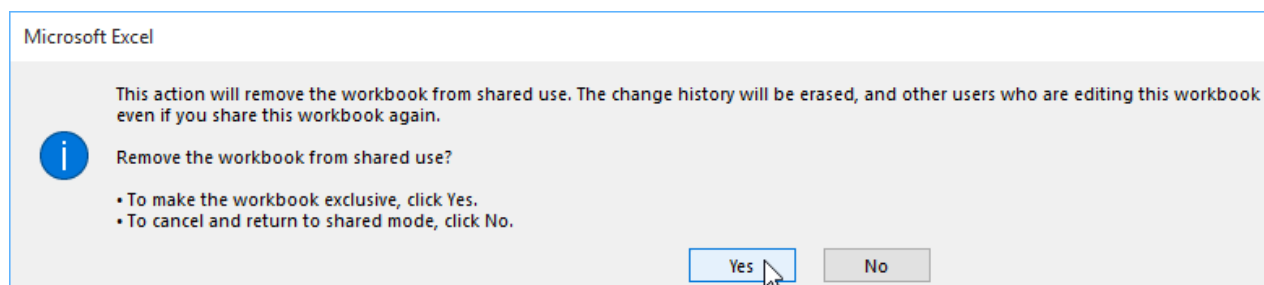 Microsoft Excel
This action will remove the workbook from shared use. The change history will be erased, and other users who are editing this workbook
even if you share this workbook again.
Remove the workbook from shared use?
• To make the workbook exclusive, click Yes.
• To cancel and return to shared mode, click No.
Yes No